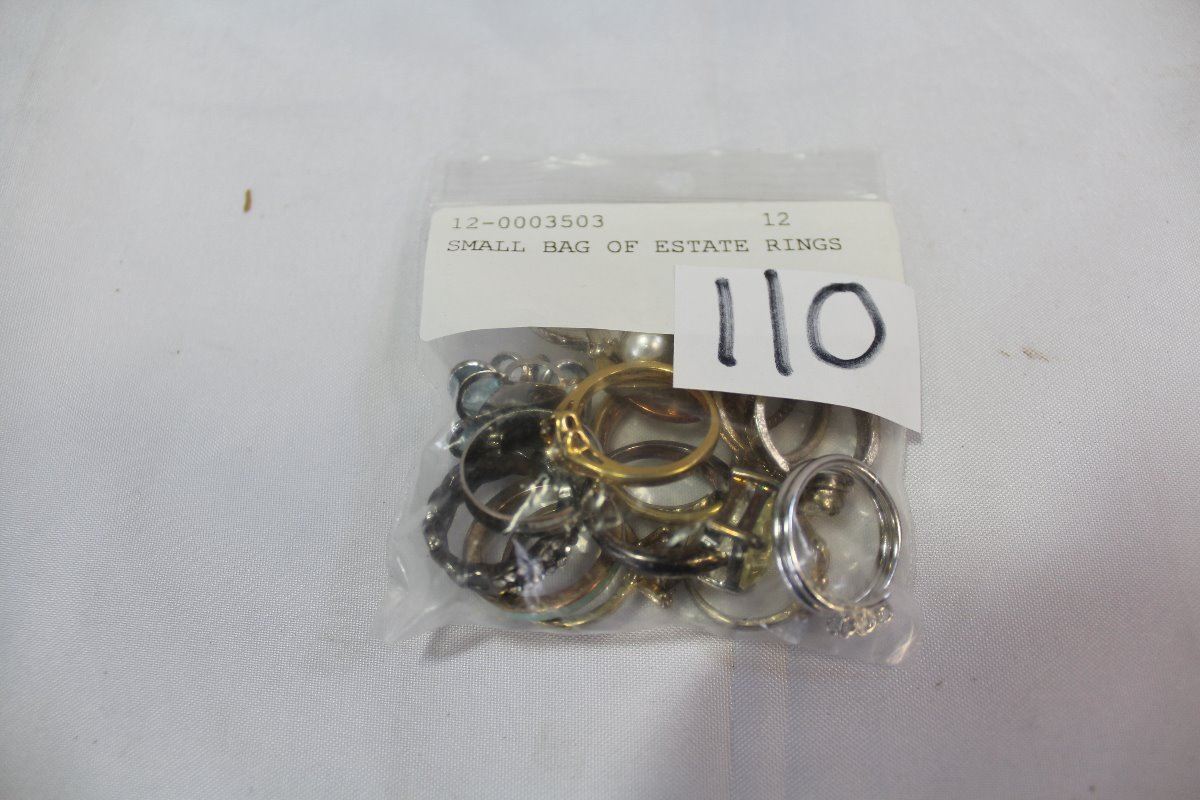 12-0003503 12
SMALL BAG OF ESTATE RINGS
110